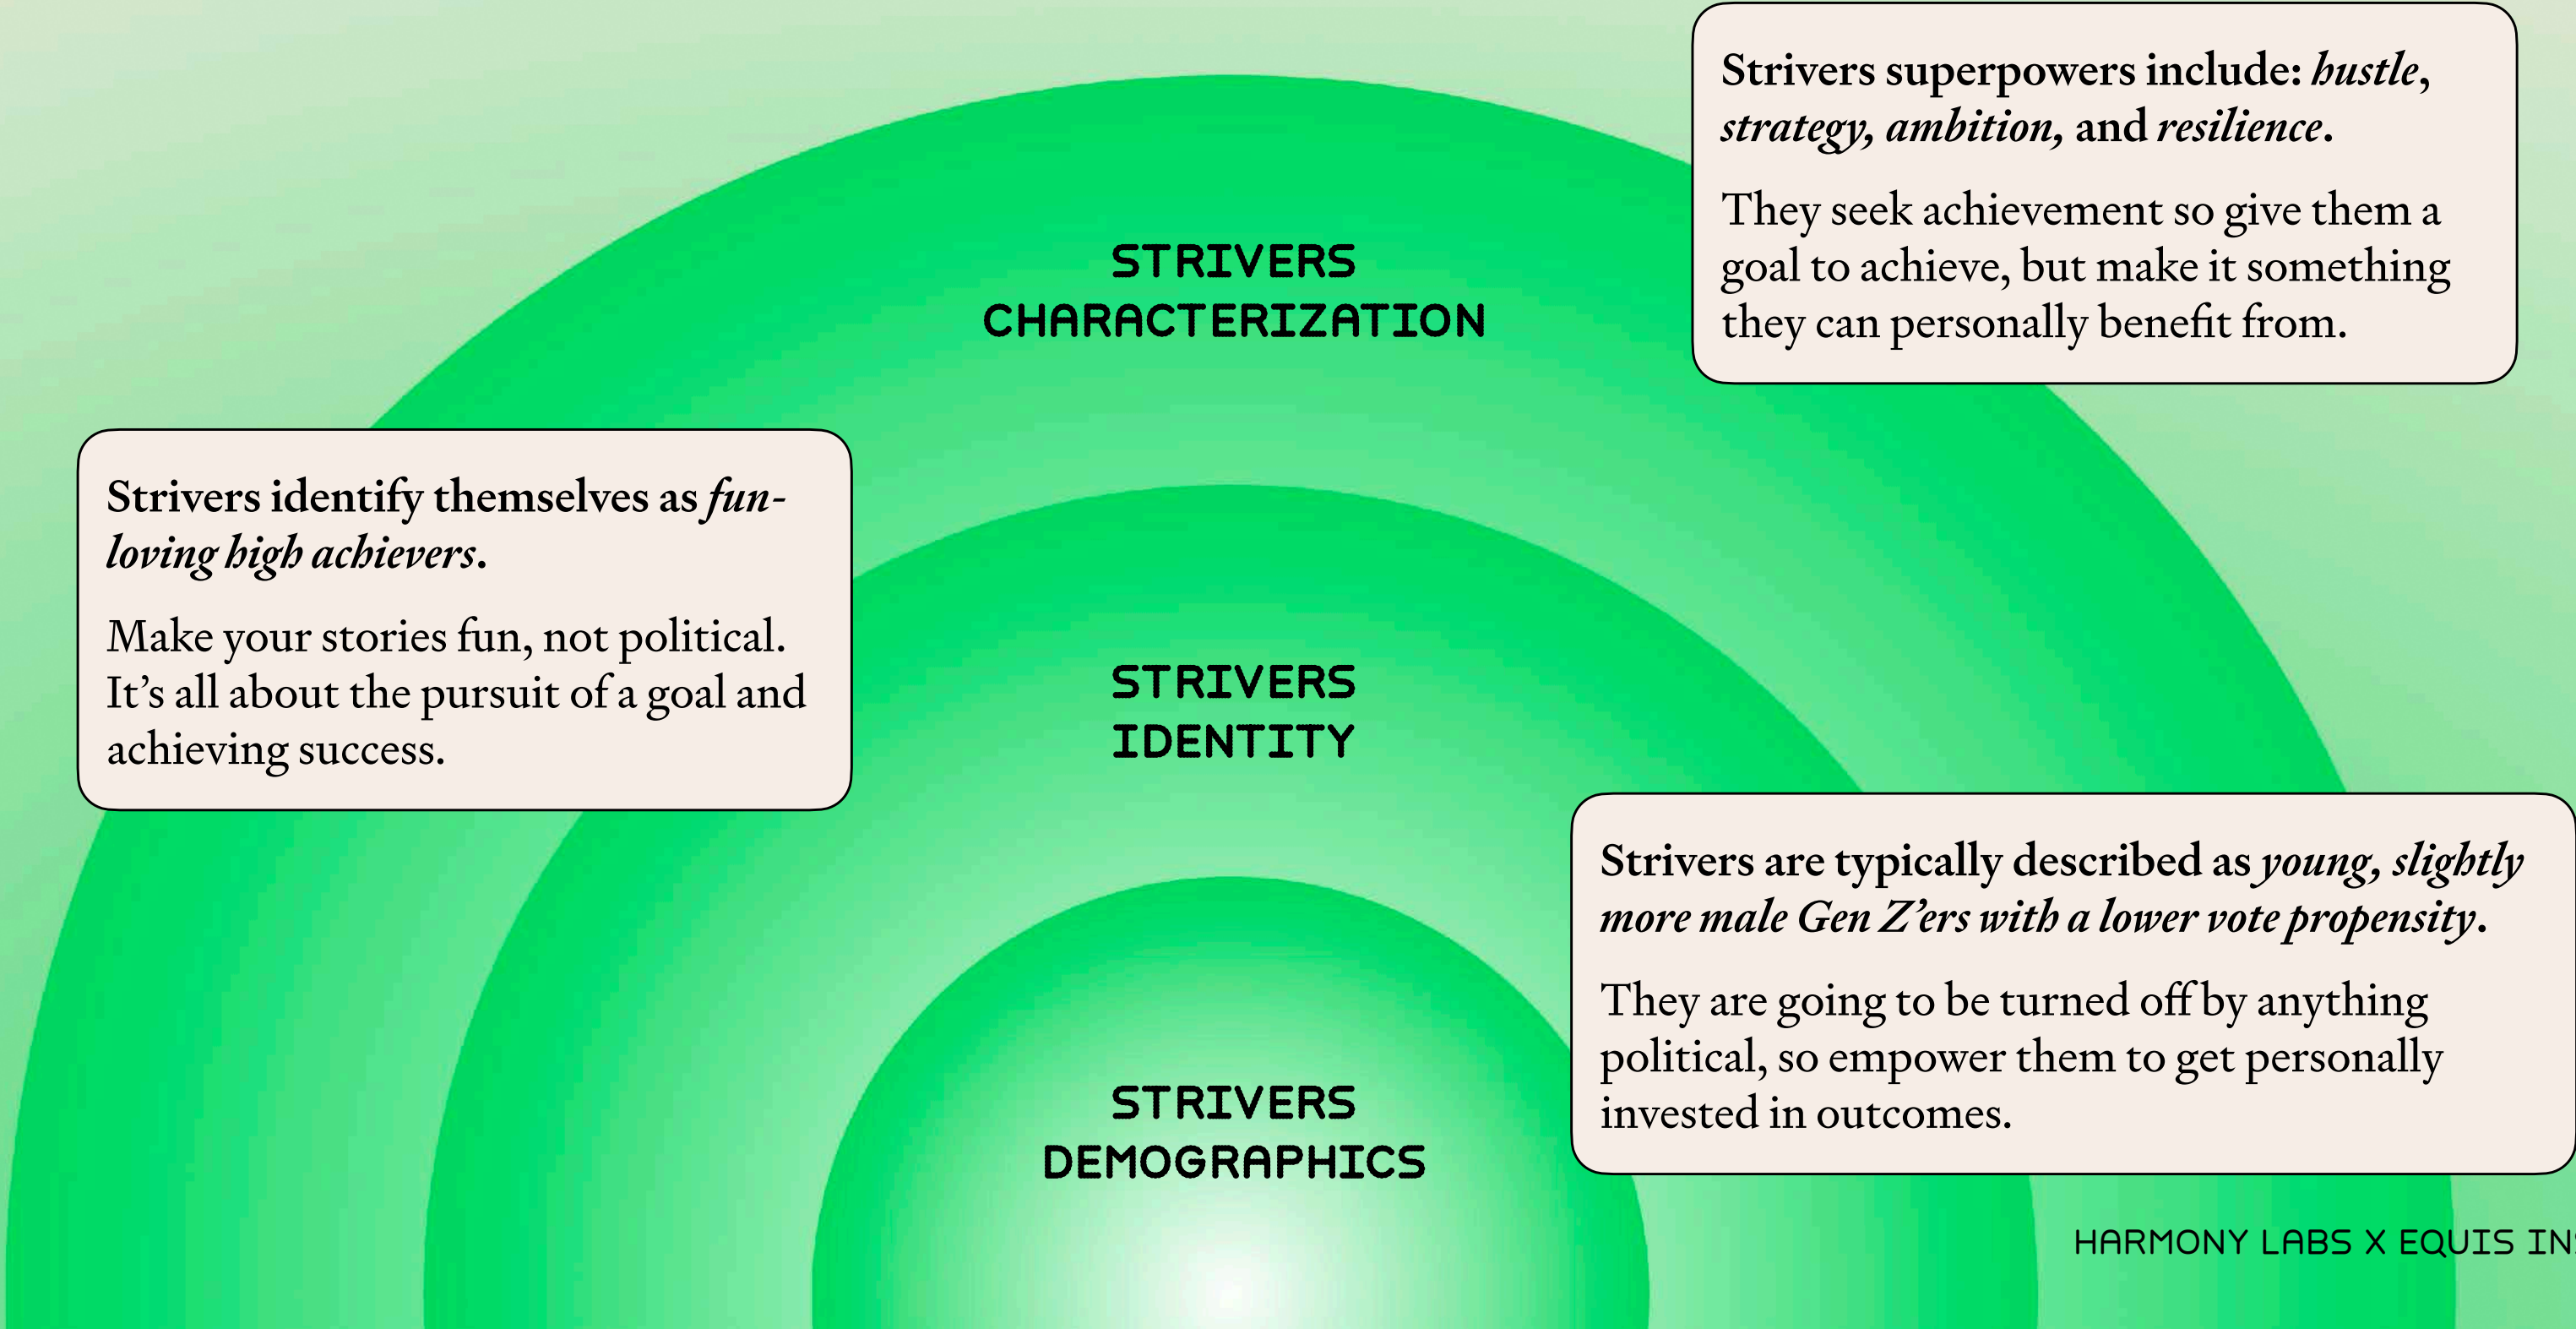 Strivers superpowers include: hustle,
strategy, ambition, and resilience.
They seek achievement so give them a
goal to achieve, but make it something
they can personally benefit from.
STRIVERS
CHARACTERIZATION
Strivers identify themselves as fun-
loving high achievers.
Make your stories fun, not political.
It’s all about the pursuit of a goal and
achieving success.
STRIVERS
IDENTITY
Strivers are typically described as young, slightly
more male Gen Z’ers with a lower vote propensity.
They are going to be turned off by anything
political, so empower them to get personally
invested in outcomes.
STRIVERS
DEMOGRAPHICS
HARMONY LABS X EQUIS